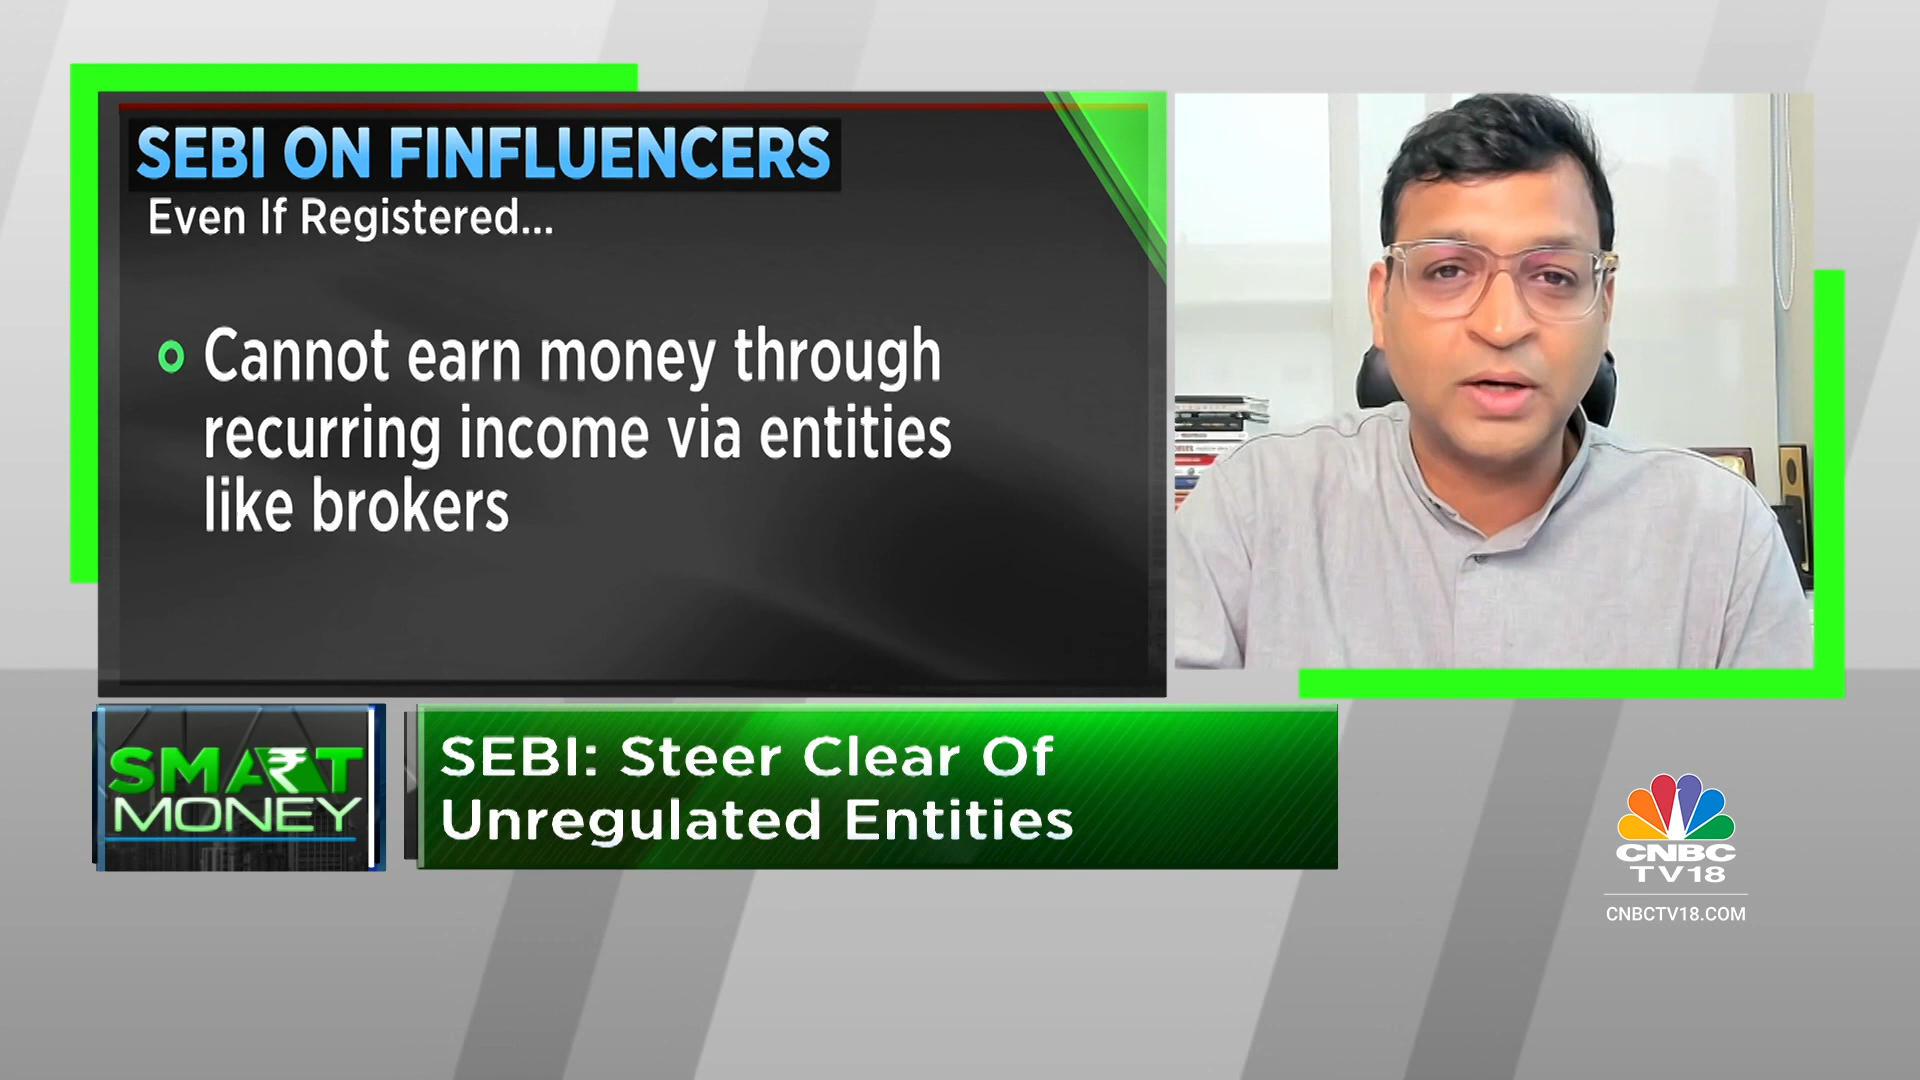 SEBI ON FINFLUENCERS
Even If Registered...
Cannot earn money through
recurring income via entities
like brokers
SMART
MONEY
SEBI: Steer Clear Of
Unregulated Entities
CNBC
TV18
CNBCTV18.COM